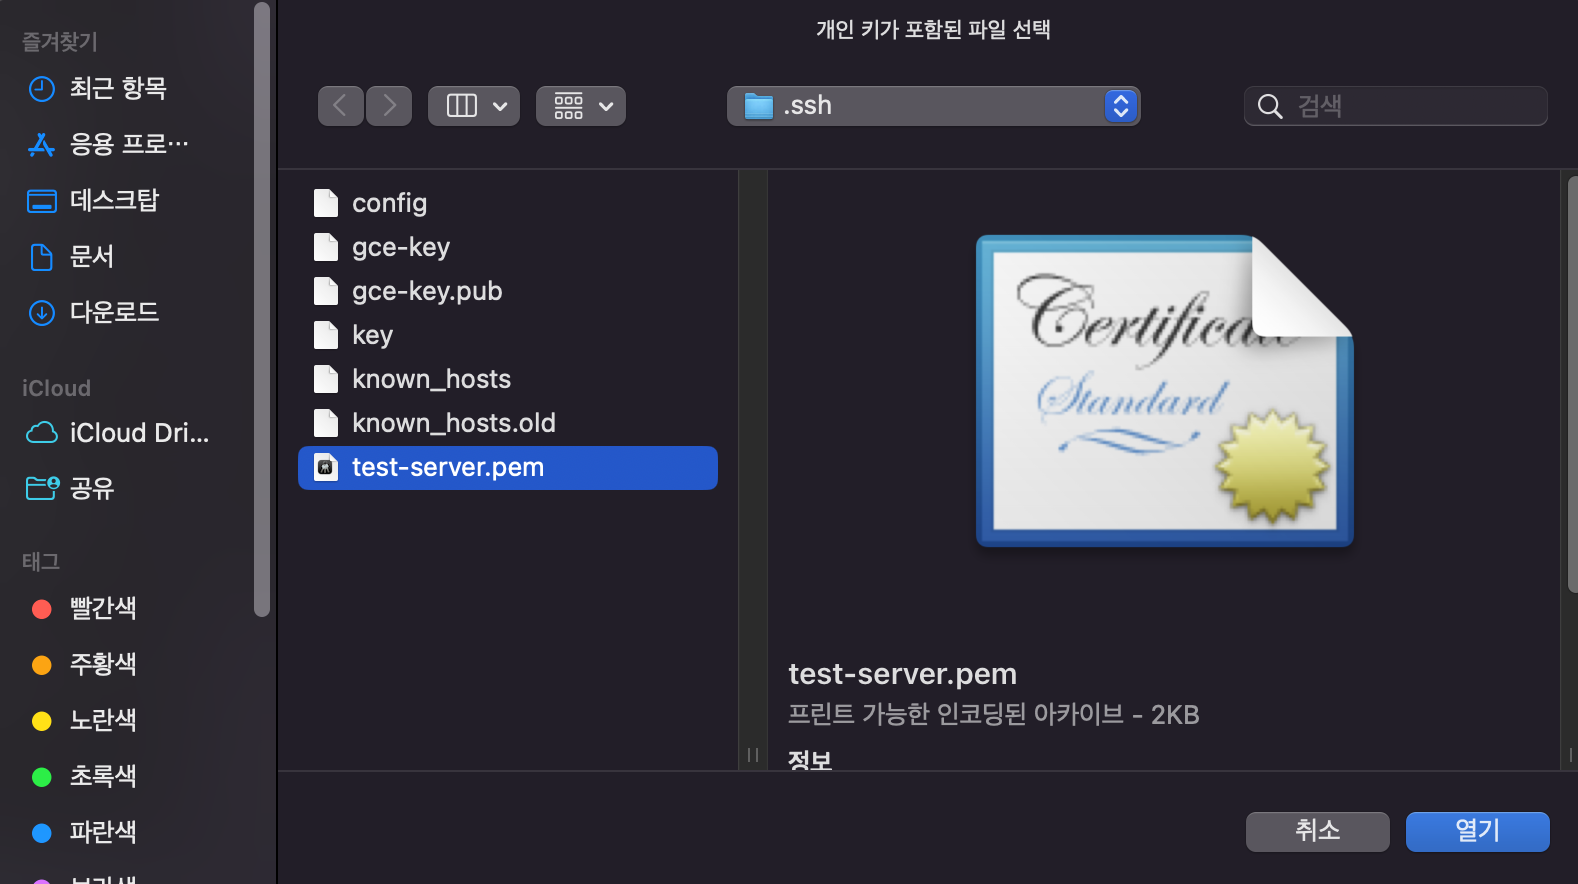 즐겨찾기
최근 항목
응용 프로…
데스크탑
문서
다운로드
iCloud
iCloud Dri...
공유
태그
빨간색
주황색
노란색
초록색
파란색
개인 키가 포함된 파일 선택
.ssh
검색
config
gce-key
gce-key.pub
key
known_hosts
known_hosts.old
test-server.pem
Certificate
Standard
test-server.pem
프린트 가능한 인코딩된 아카이브 - 2KB
정보
취소
열기